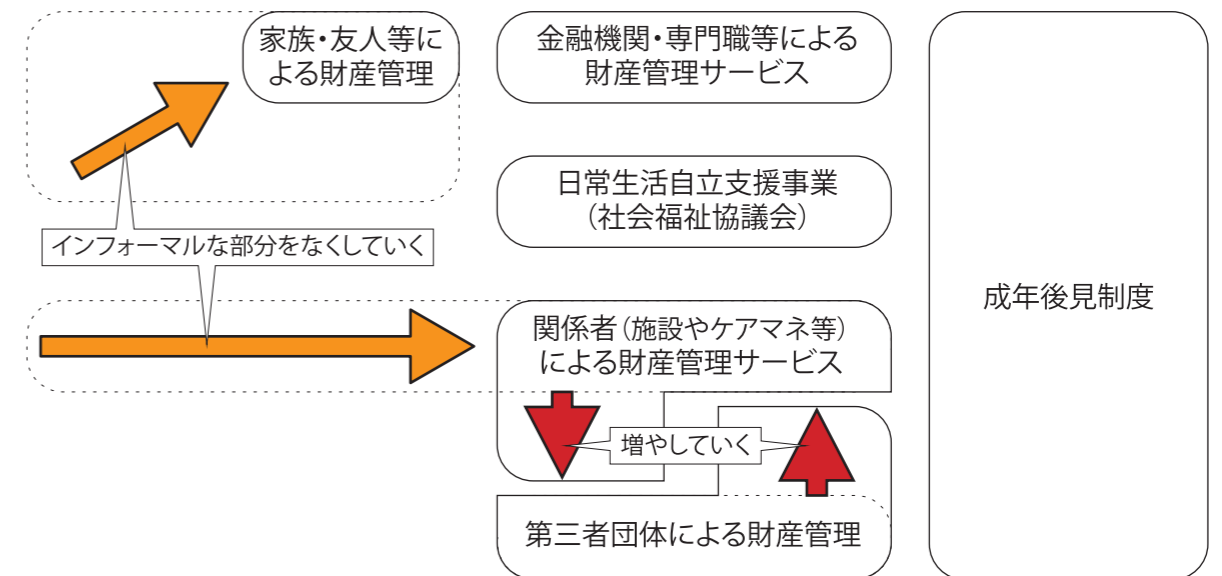 家族・友人等に
よる財産管理
金融機関・専門職等による
財産管理サービス
日常生活自立支援事業
（社会福祉協議会）
インフォーマルな部分をなくしていく
成年後見制度
関係者（施設やケアマネ等）
による財産管理サービス
増やしていく
第三者団体による財産管理